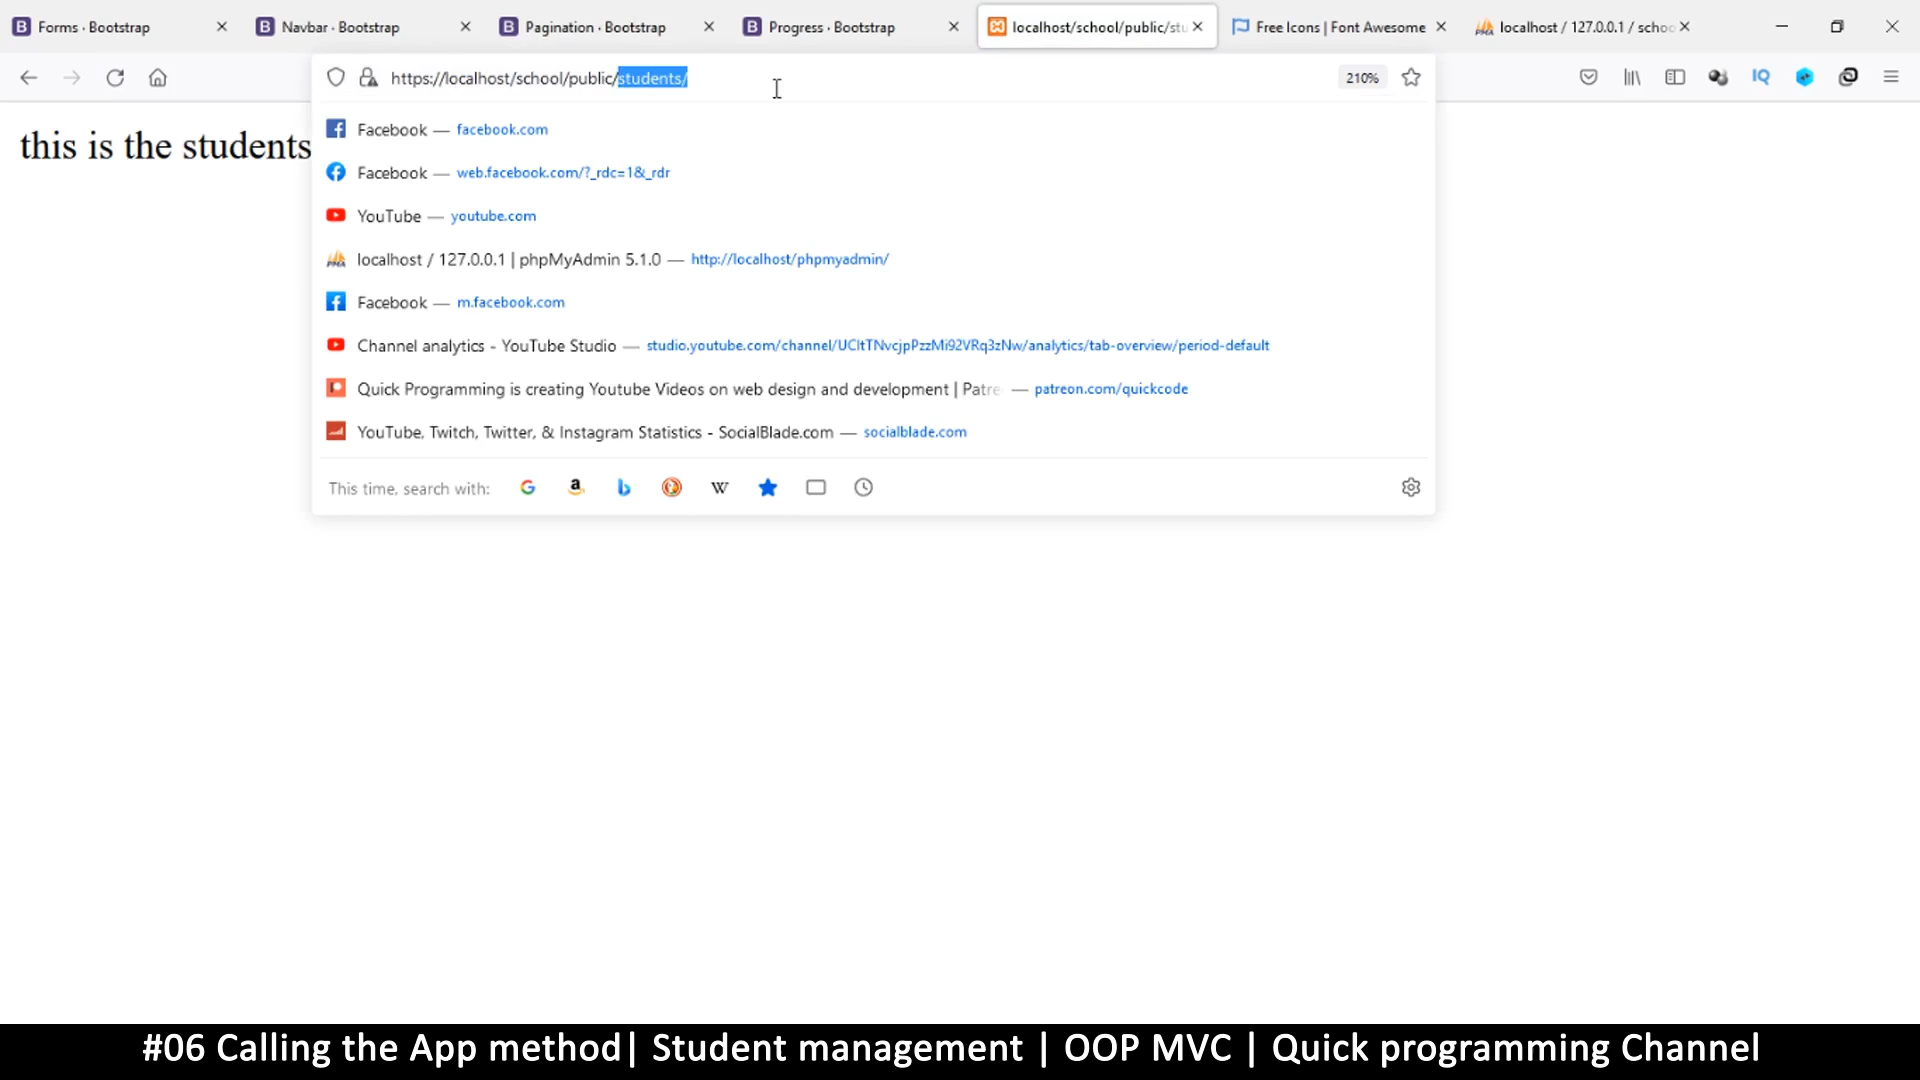 Forms · Bootstrap
Navbar · Bootstrap
Pagination · Bootstrap
Progress · Bootstrap
localhost/school/public/stu
Free Icons | Font Awesome
localhost / 127.0.0.1 / schoo
https://localhost/school/public/students/
210%
IQ
this is the students
Facebook — facebook.com
Facebook — web.facebook.com/?_rdc=1&_rdr
YouTube — youtube.com
localhost / 127.0.0.1 | phpMyAdmin 5.1.0 — http://localhost/phpmyadmin/
Facebook — m.facebook.com
Channel analytics - YouTube Studio — studio.youtube.com/channel/UCItTNvcjpPzzMi92VRq3zNw/analytics/tab-overview/period-default
Quick Programming is creating Youtube Videos on web design and development | Patre — patreon.com/quickcode
YouTube, Twitch, Twitter, & Instagram Statistics - SocialBlade.com — socialblade.com
This time, search with:
#06 Calling the App method| Student management | OOP MVC | Quick programming Channel